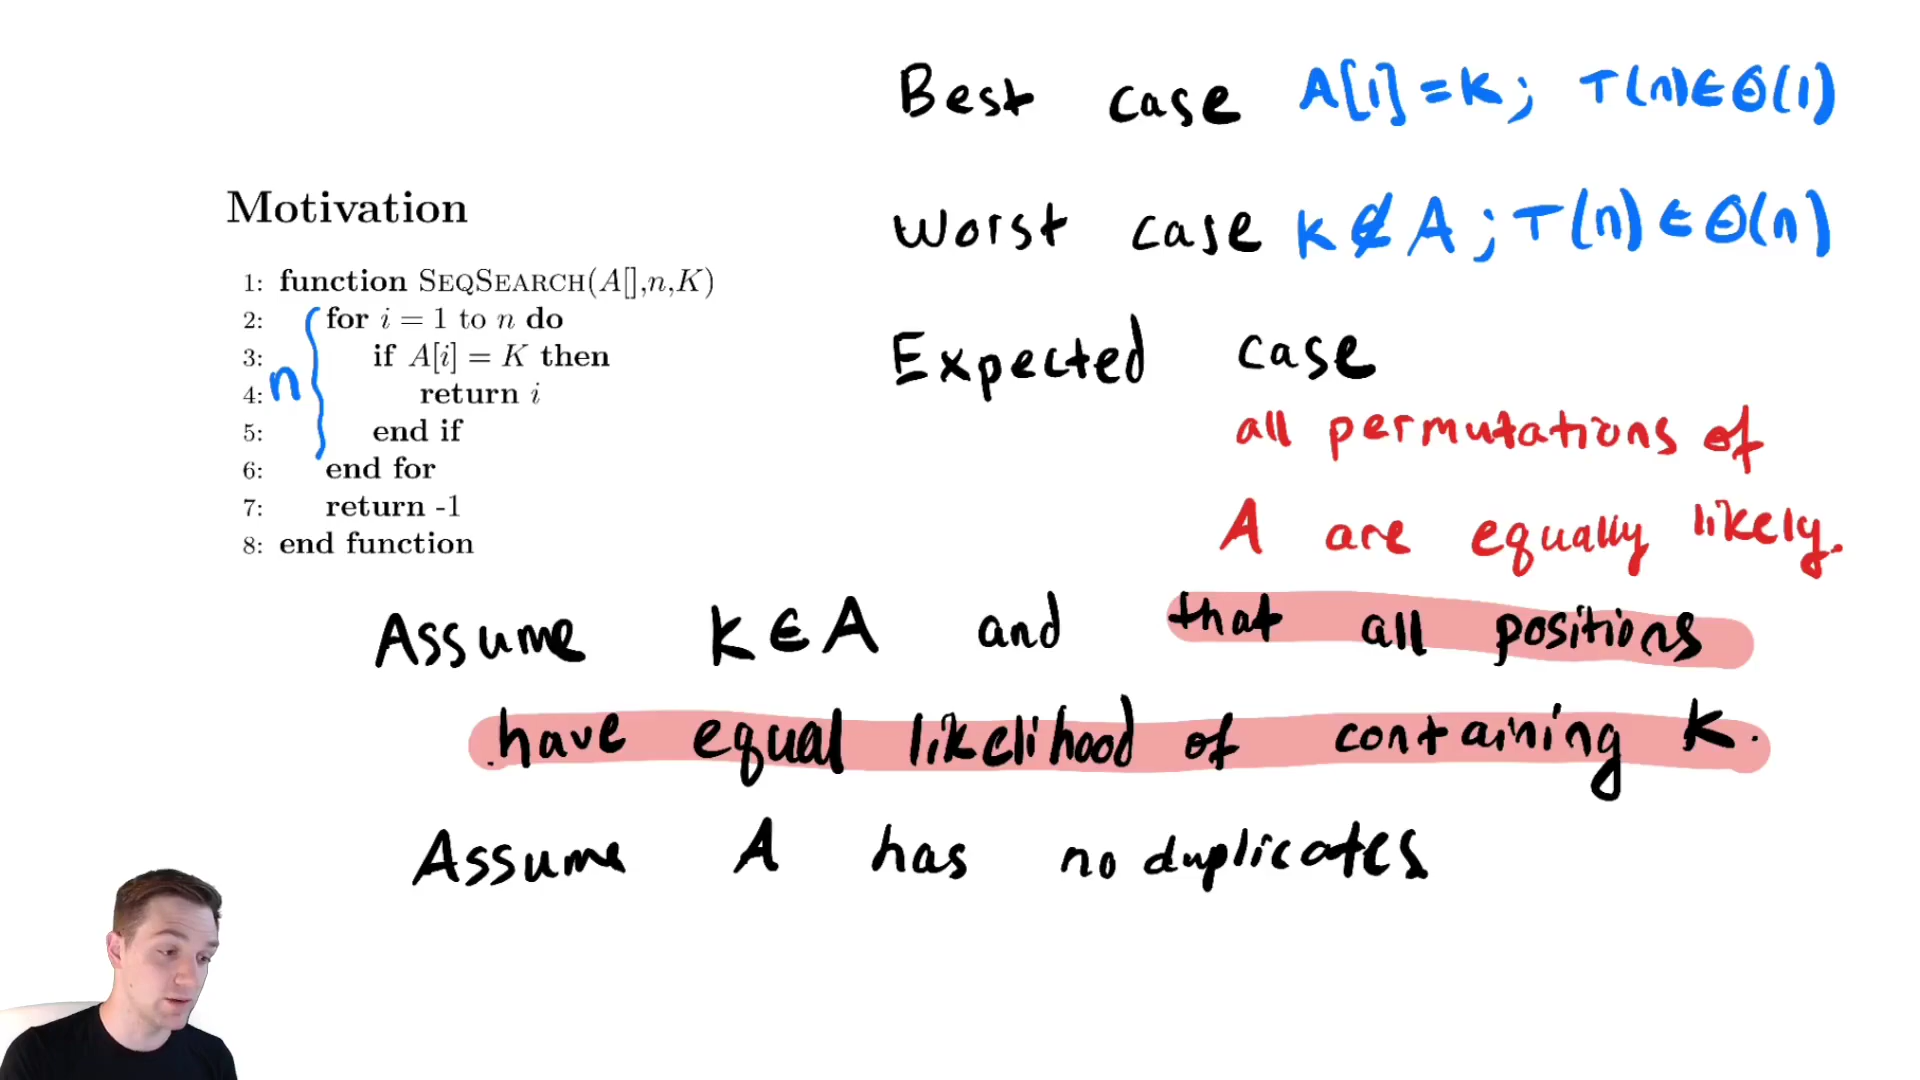 Best case A[1]=K; T(n)∈Θ(1)
Motivation
Worst case K∉A; T(n)∈Θ(n)
1: function SEQSEARCH(A[],n,K)
2: for i = 1 to n do
3: if A[i] = K then
n
4: return i
5: end if
6: end for
7: return -1
8: end function
Expected case
all permutations of
A are equally likely.
Assume K∈A and that all positions
have equal likelihood of containing K.
Assume A has no duplicates